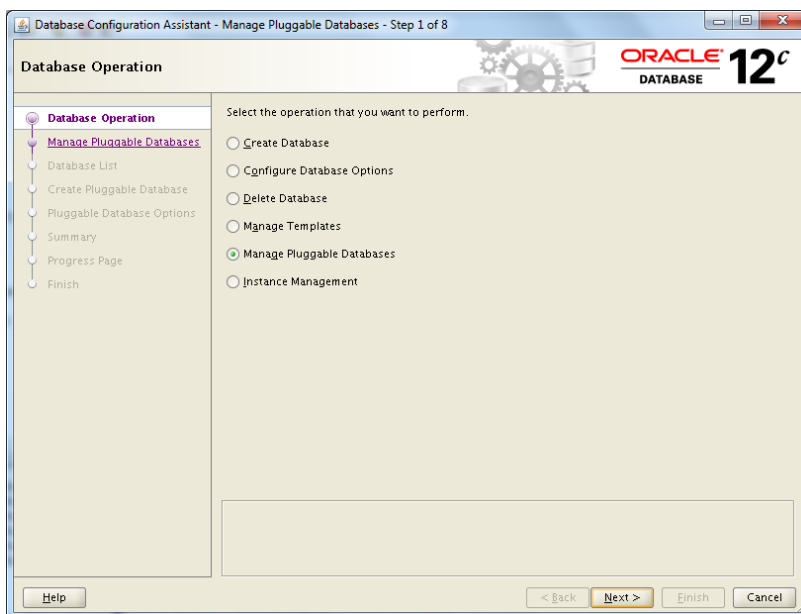 Database Configuration Assistant - Manage Pluggable Databases - Step 1 of 8
Database Operation
ORACLE
DATABASE
12c
Database Operation
Manage Pluggable Databases
Database List
Create Pluggable Database
Pluggable Database Options
Summary
Progress Page
Finish
Select the operation that you want to perform.
Create Database
Configure Database Options
Delete Database
Manage Templates
Manage Pluggable Databases
Instance Management
Help
< Back
Next >
Finish
Cancel